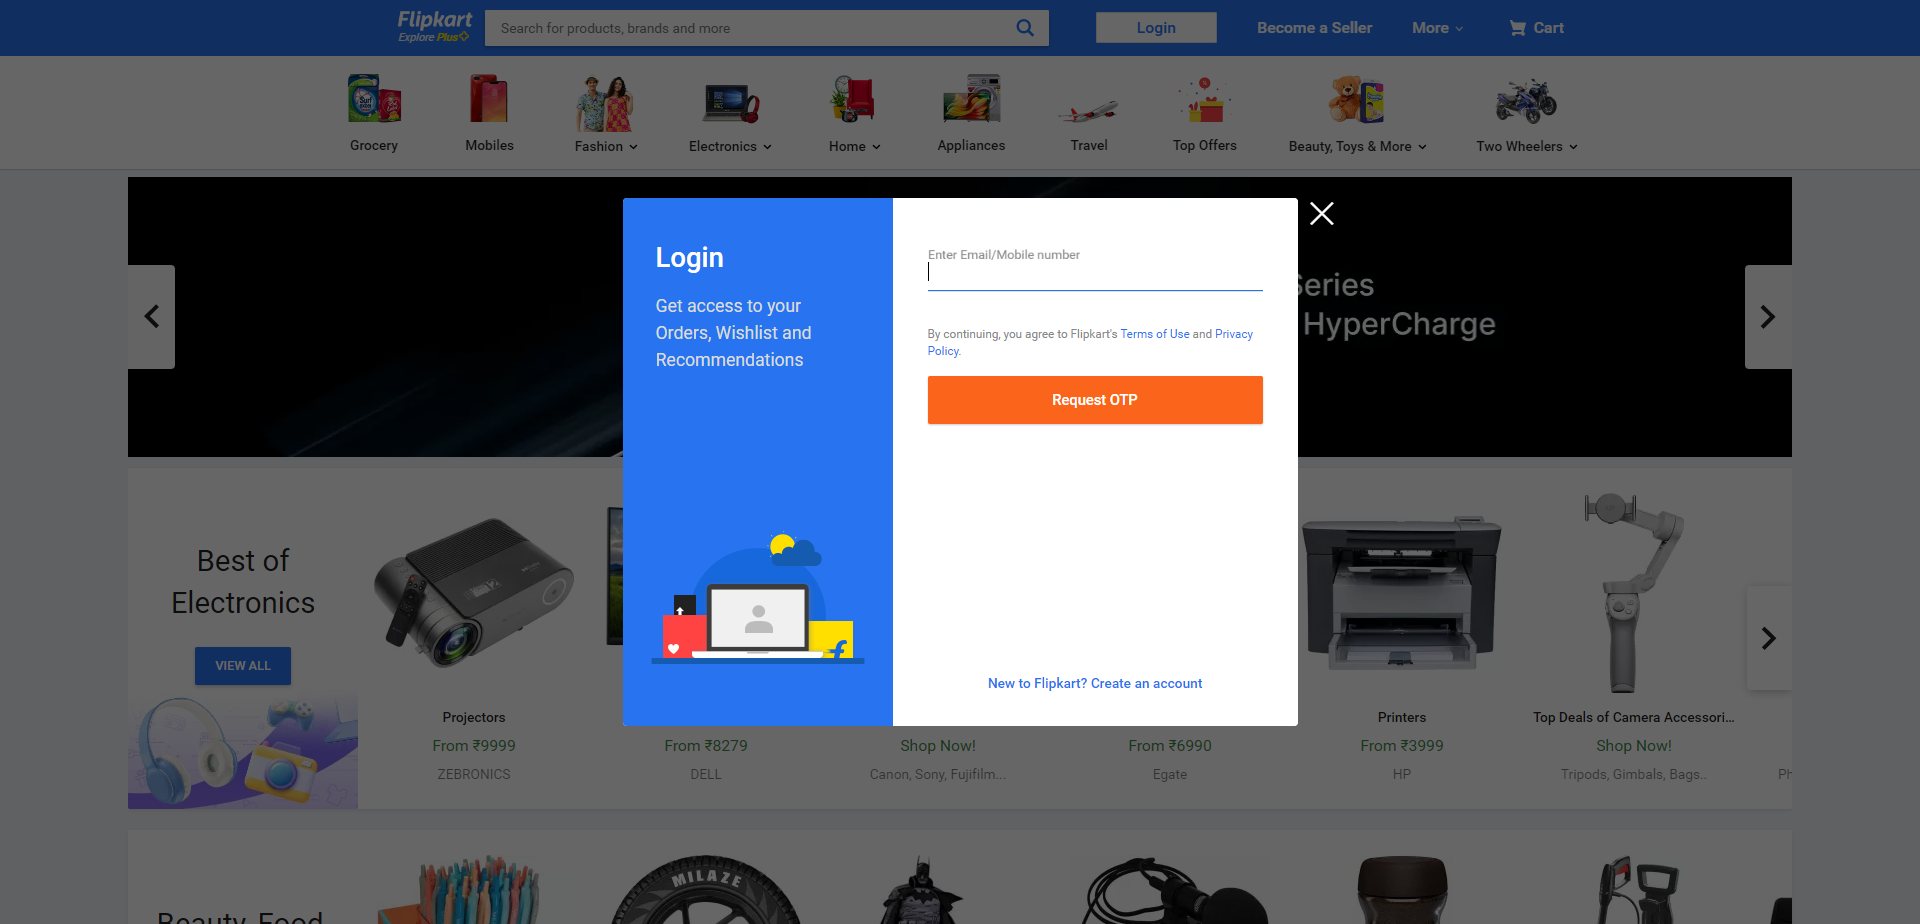 Flipkart
Explore Plus
Search for products, brands and more
Login
Become a Seller
More
Cart
Grocery
Mobiles
Fashion
Electronics
Home
Appliances
Travel
Top Offers
Beauty, Toys & More
Two Wheelers
Login
Get access to your
Orders, Wishlist and
Recommendations
Enter Email/Mobile number
By continuing, you agree to Flipkart's Terms of Use and Privacy
Policy.
Request OTP
New to Flipkart? Create an account
Series
HyperCharge
Best of
Electronics
VIEW ALL
Projectors
From ₹9999
ZEBRONICS
From ₹8279
DELL
Shop Now!
Canon, Sony, Fujifilm...
From ₹6990
Egate
Printers
From ₹3999
HP
Top Deals of Camera Accessori...
Shop Now!
Tripods, Gimbals, Bags..
Ph
Beauty, Food
MILAZE